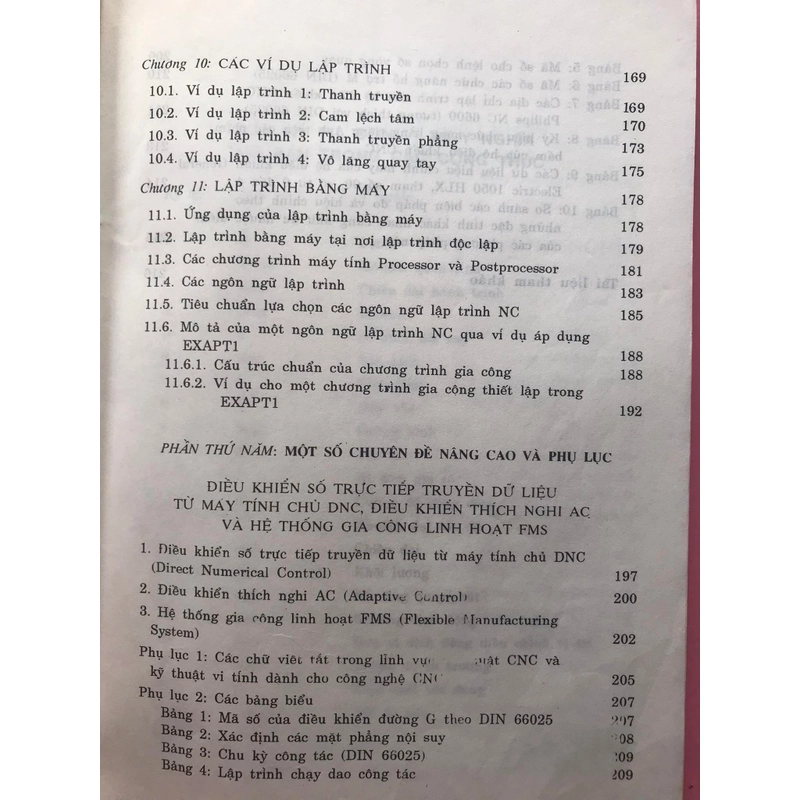 Chương 10: CÁC VÍ DỤ LẬP TRÌNH 169
10.1. Ví dụ lập trình 1: Thanh truyền 169
10.2. Ví dụ lập trình 2: Cam lệch tâm 170
10.3. Ví dụ lập trình 3: Thanh truyền phẳng 173
10.4. Ví dụ lập trình 4: Vô lăng quay tay 175
Chương 11: LẬP TRÌNH BẰNG MÁY 178
11.1. Ứng dụng của lập trình bằng máy 178
11.2. Lập trình bằng máy tại nơi lập trình độc lập 179
11.3. Các chương trình máy tính Processor và Postprocessor 181
11.4. Các ngôn ngữ lập trình 183
11.5. Tiêu chuẩn lựa chọn các ngôn ngữ lập trình NC 185
11.6. Mô tả của một ngôn ngữ lập trình NC qua ví dụ áp dụng
EXAPT1 188
11.6.1. Cấu trúc chuẩn của chương trình gia công 188
11.6.2. Ví dụ cho một chương trình gia công thiết lập trong
EXAPT1 192
PHẦN THỨ NĂM: MỘT SỐ CHUYÊN ĐỀ NÂNG CAO VÀ PHỤ LỤC
ĐIỀU KHIỂN SỐ TRỰC TIẾP TRUYỀN DỮ LIỆU
TỪ MÁY TÍNH CHỦ DNC, ĐIỀU KHIỂN THÍCH NGHI AC
VÀ HỆ THỐNG GIA CÔNG LINH HOẠT FMS
1. Điều khiển số trực tiếp truyền dữ liệu từ máy tính chủ DNC
(Direct Numerical Control) 197
2. Điều khiển thích nghi AC (Adaptive Control) 200
3. Hệ thống gia công linh hoạt FMS (Flexible Manufacturing
System) 202
Phụ lục 1: Các chữ viết tắt trong lĩnh vực CNC và
kỹ thuật vi tính dành cho công nghệ CNC 205
Phụ lục 2: Các bảng biểu 207
Bảng 1: Mã số của điều khiển đường G theo DIN 66025 207
Bảng 2: Xác định các mặt phẳng nội suy 208
Bảng 3: Chu kỳ công tác (DIN 66025) 209
Bảng 4: Lập trình chạy dao công tác 209